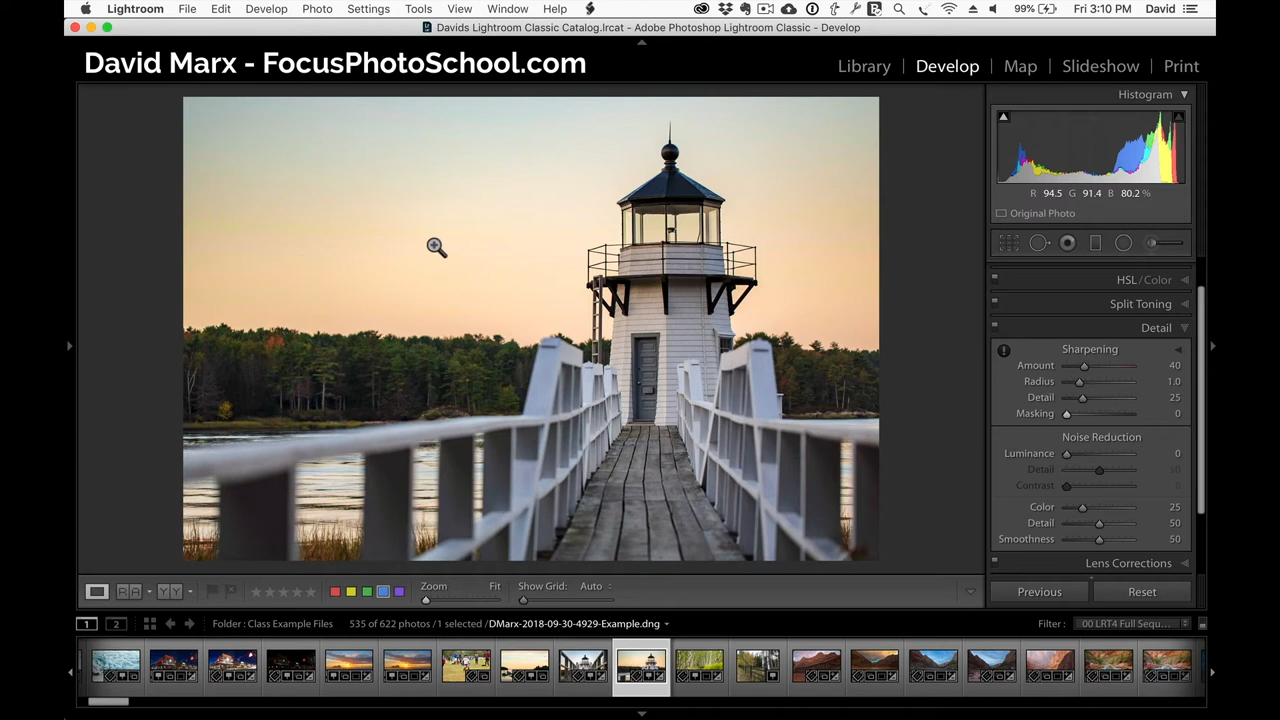 Lightroom File Edit Develop Photo Settings Tools View Window Help 99% Fri 3:10 PM David
Davids Lightroom Classic Catalog.lrcat - Adobe Photoshop Lightroom Classic - Develop
David Marx - FocusPhotoSchool.com
Library | Develop | Map | Slideshow | Print
Histogram
R 94.5 G 91.4 B 80.2 %
Original Photo
HSL / Color
Split Toning
Detail
Sharpening
Amount 40
Radius 1.0
Detail 25
Masking 0
Noise Reduction
Luminance 0
Detail 50
Contrast 0
Color 25
Detail 50
Smoothness 50
Lens Corrections
Previous Reset
RA YY Zoom Fit Show Grid: Auto
1 2 Folder : Class Example Files 535 of 622 photos / 1 selected / DMarx-2018-09-30-4929-Example.dng Filter : 00 LRT4 Full Sequ...